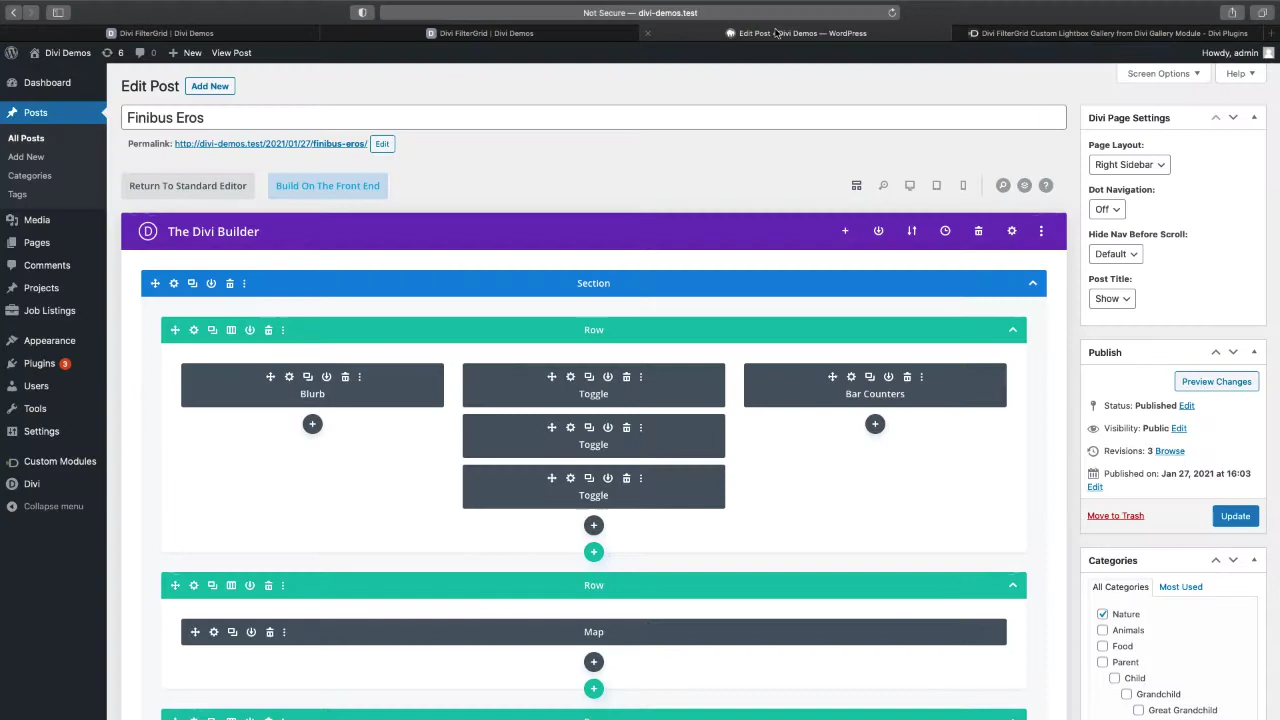 Not Secure — divi-demos.test
Divi FilterGrid | Divi Demos
Divi FilterGrid | Divi Demos
Edit Post ‹ Divi Demos — WordPress
Divi FilterGrid Custom Lightbox Gallery from Divi Gallery Module - Divi Plugins
Divi Demos
6
0
New
View Post
Howdy, admin
Dashboard
Posts
All Posts
Add New
Categories
Tags
Media
Pages
Comments
Projects
Job Listings
Appearance
Plugins 3
Users
Tools
Settings
Custom Modules
Divi
Collapse menu
Screen Options
Help
Edit Post
Add New
Finibus Eros
Permalink: http://divi-demos.test/2021/01/27/finibus-eros/ Edit
Return To Standard Editor
Build On The Front End
?
D
The Divi Builder
Section
Row
Blurb
Toggle
Bar Counters
Toggle
Toggle
Row
Map
Divi Page Settings
Page Layout:
Right Sidebar
Dot Navigation:
Off
Hide Nav Before Scroll:
Default
Post Title:
Show
Publish
Preview Changes
Status: Published Edit
Visibility: Public Edit
Revisions: 3 Browse
Published on: Jan 27, 2021 at 16:03
Edit
Move to Trash
Update
Categories
All Categories
Most Used
Nature
Animals
Food
Parent
Child
Grandchild
Great Grandchild